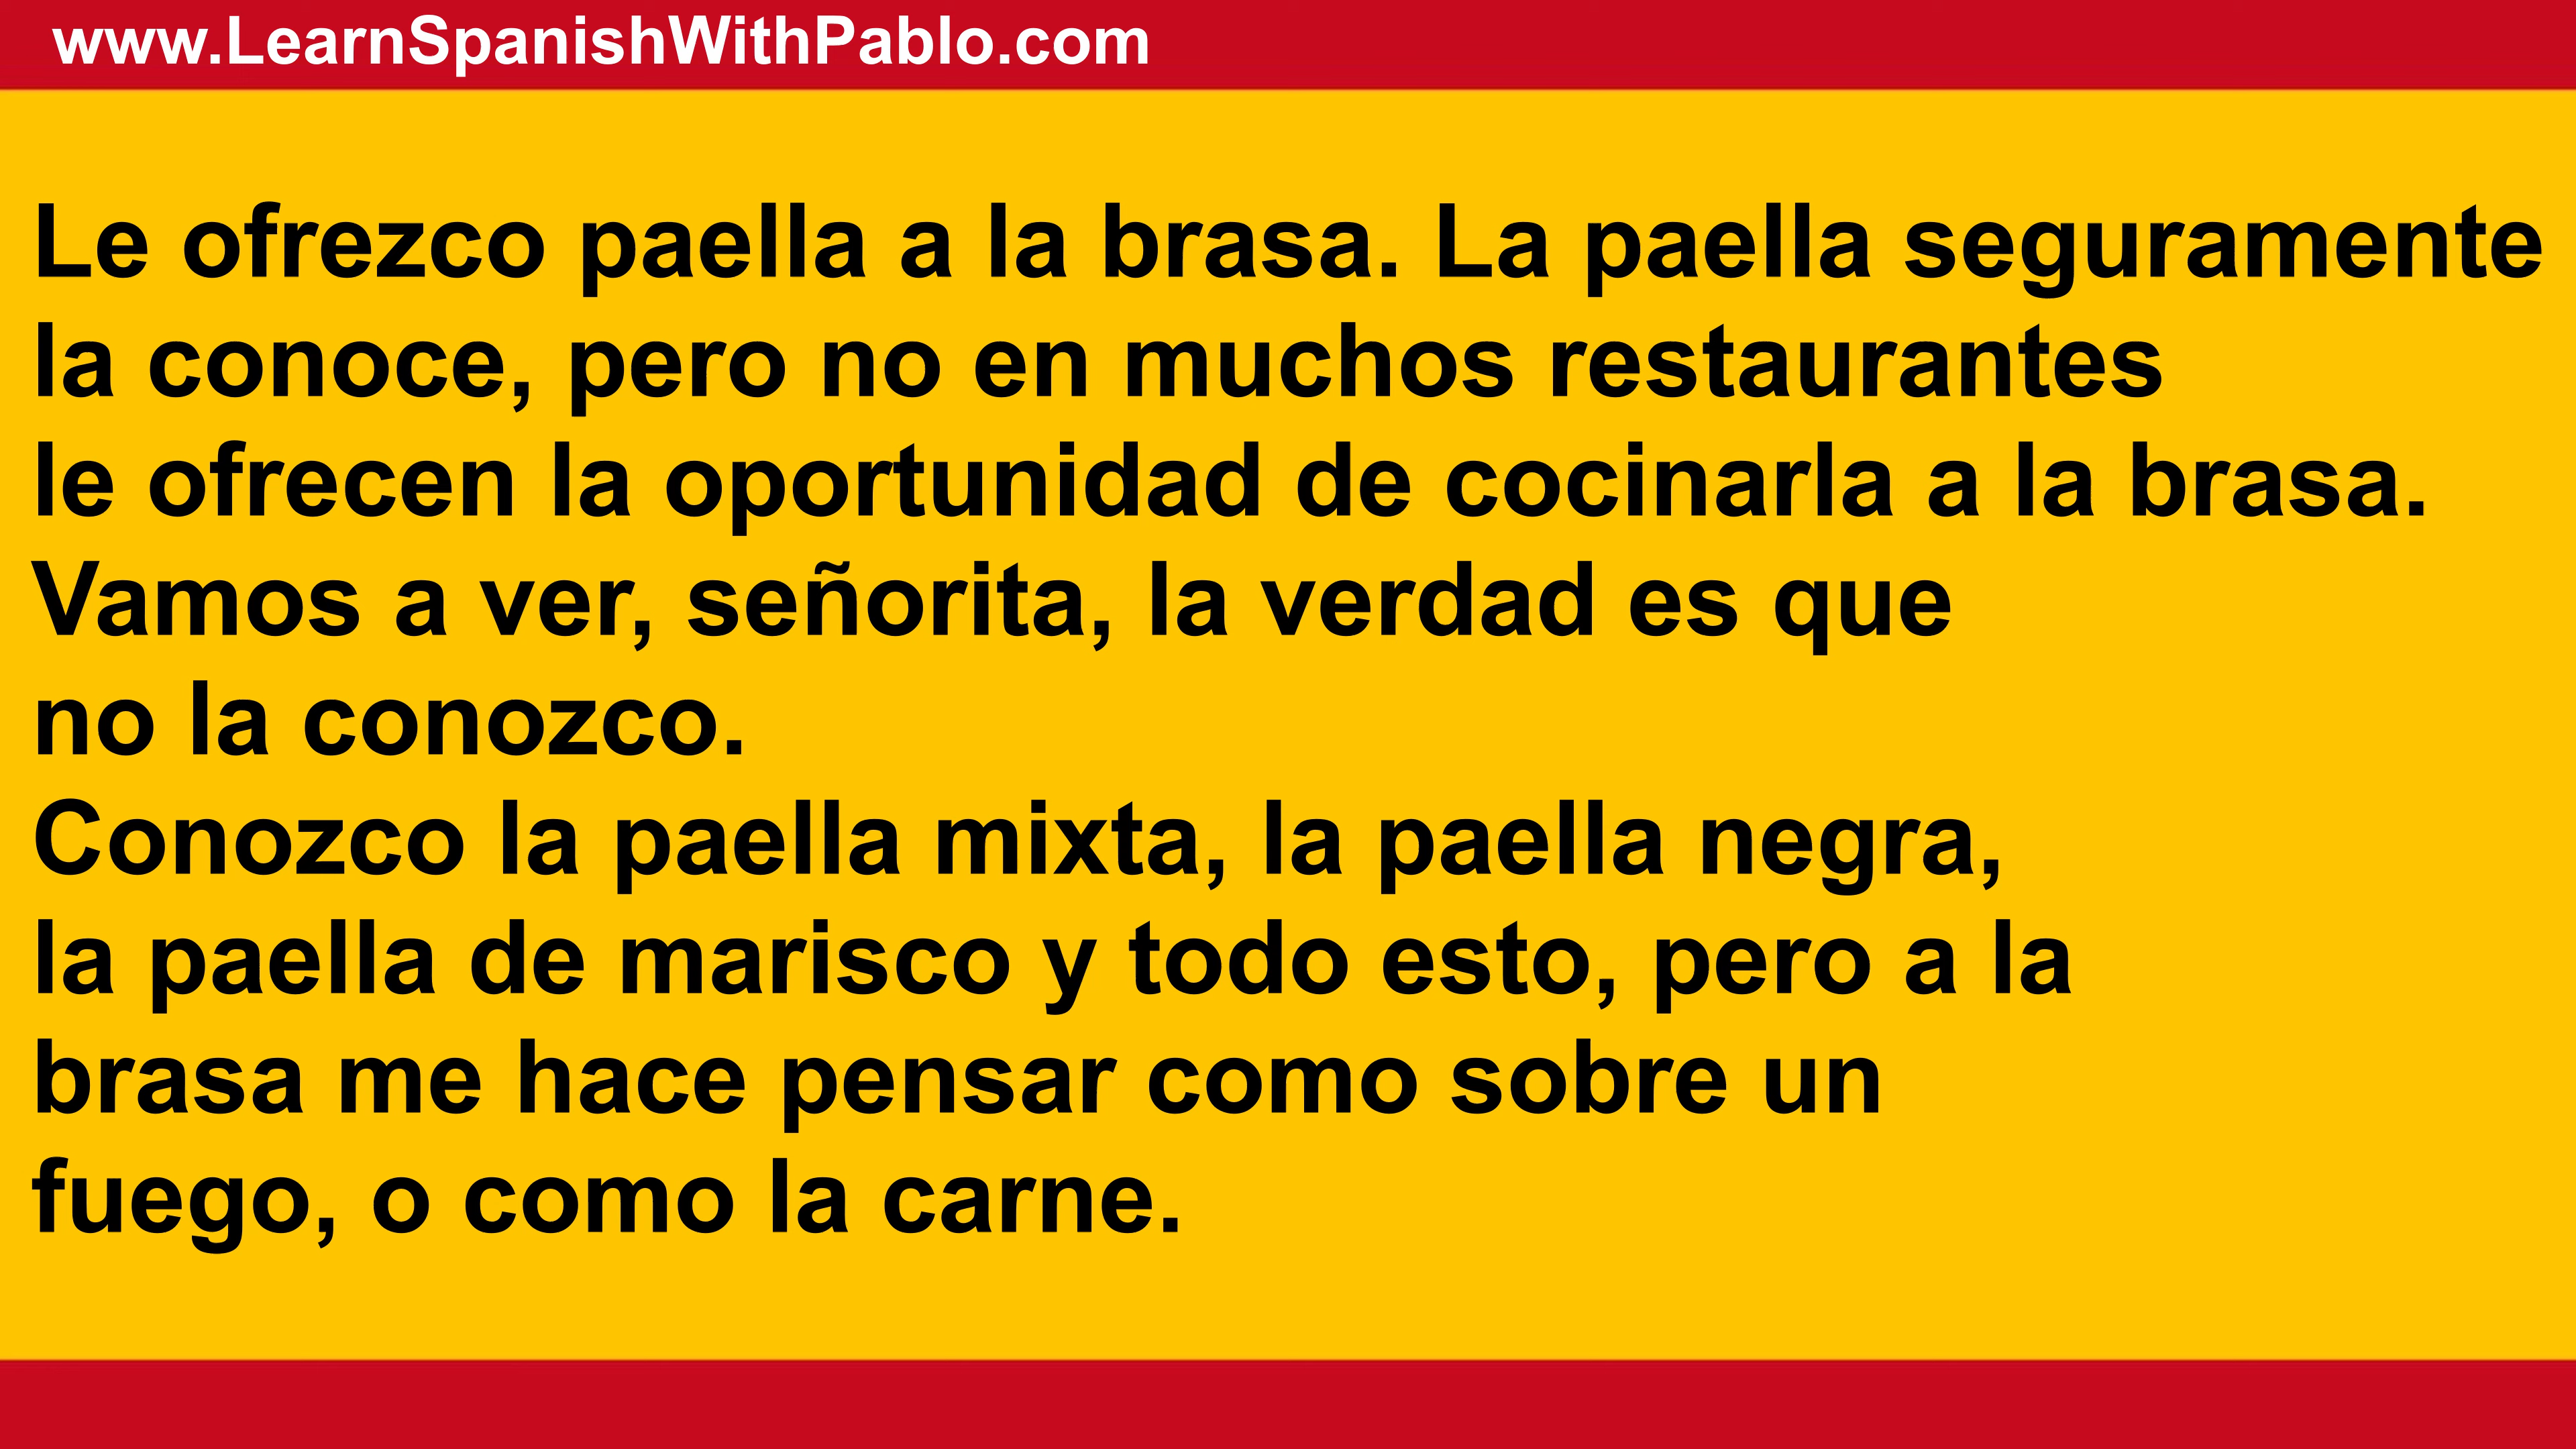 www.LearnSpanishWithPablo.com
Le ofrezco paella a la brasa. La paella seguramente
la conoce, pero no en muchos restaurantes
le ofrecen la oportunidad de cocinarla a la brasa.
Vamos a ver, señorita, la verdad es que
no la conozco.
Conozco la paella mixta, la paella negra,
la paella de marisco y todo esto, pero a la
brasa me hace pensar como sobre un
fuego, o como la carne.